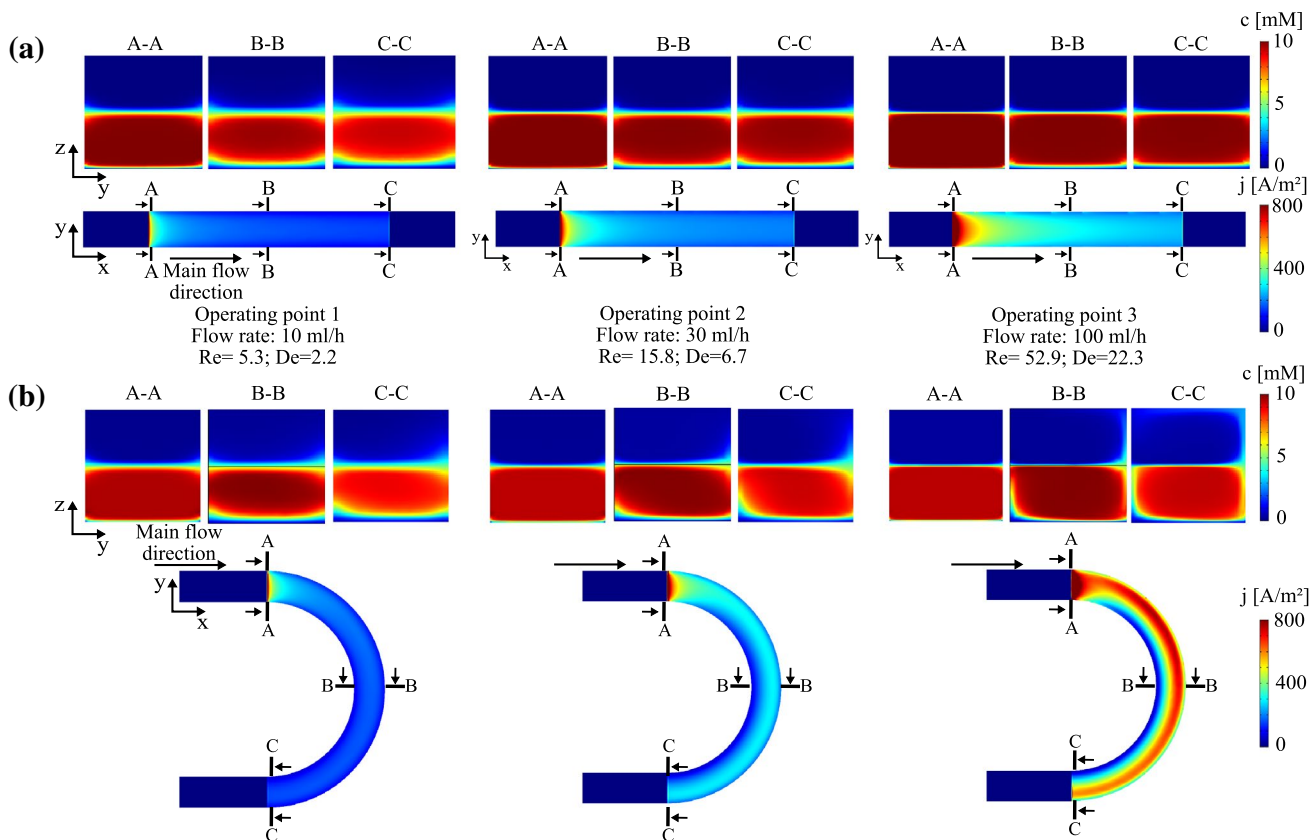 (a)
A-A B-B C-C
A-A B-B C-C
A-A B-B C-C
c [mM]
10
5
0
z
y
A B C
A B C
A B C
j [A/m²]
800
400
0
y
x
y
x
y
x
A B C
A B C
A B C
Main flow
direction
Operating point 1
Flow rate: 10 ml/h
Re= 5.3; De=2.2
Operating point 2
Flow rate: 30 ml/h
Re= 15.8; De=6.7
Operating point 3
Flow rate: 100 ml/h
Re= 52.9; De=22.3
(b)
A-A B-B C-C
A-A B-B C-C
A-A B-B C-C
c [mM]
10
5
0
z
y
Main flow
direction
y
x
A
A
B B
C
C
A
A
B B
C
C
A
A
B B
C
C
j [A/m²]
800
400
0